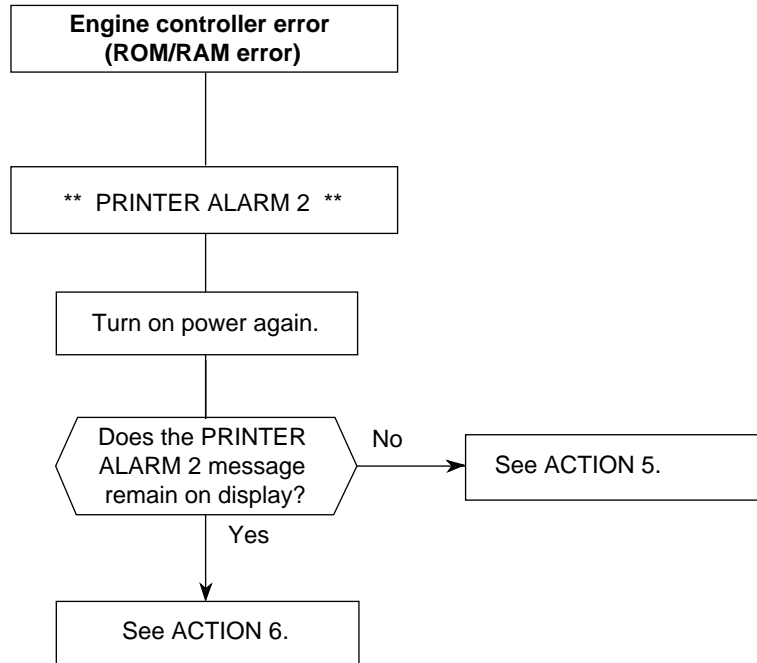 Engine controller error
(ROM/RAM error)
** PRINTER ALARM 2 **
Turn on power again.
Does the PRINTER
ALARM 2 message
remain on display?
No
See ACTION 5.
Yes
See ACTION 6.